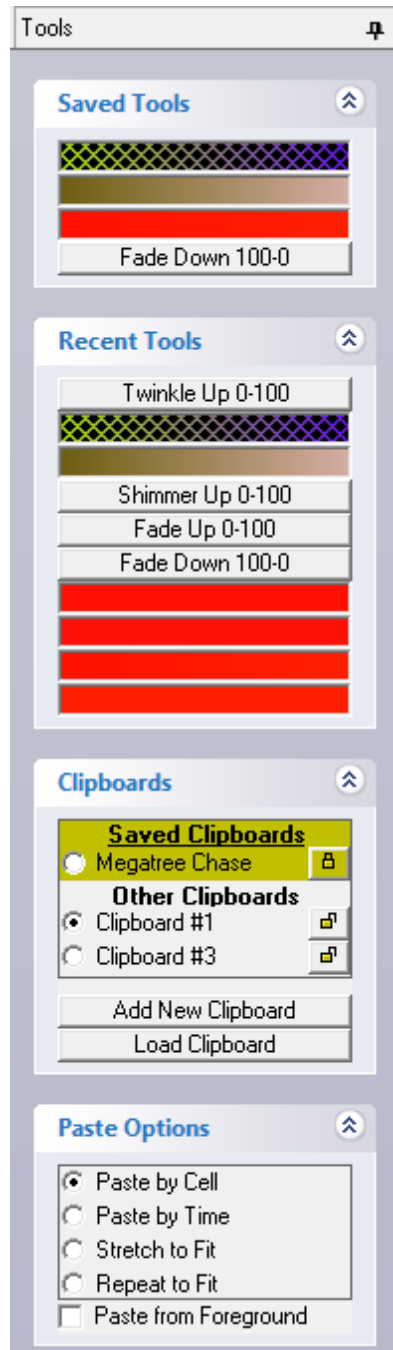 Tools
Saved Tools
Fade Down 100-0
Recent Tools
Twinkle Up 0-100
Shimmer Up 0-100
Fade Up 0-100
Fade Down 100-0
Clipboards
Saved Clipboards
Megatree Chase
Other Clipboards
Clipboard #1
Clipboard #3
Add New Clipboard
Load Clipboard
Paste Options
Paste by Cell
Paste by Time
Stretch to Fit
Repeat to Fit
Paste from Foreground